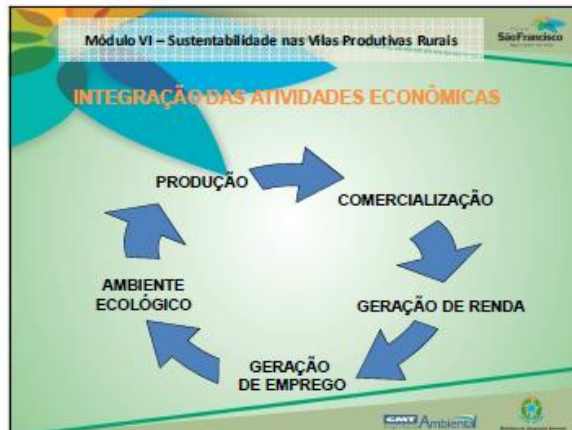 Módulo VI – Sustentabilidade nas Vilas Produtivas Rurais
São Francisco
INTEGRAÇÃO DAS ATIVIDADES ECONÔMICAS
PRODUÇÃO
COMERCIALIZAÇÃO
GERAÇÃO DE RENDA
GERAÇÃO
DE EMPREGO
AMBIENTE
ECOLÓGICO
CMT Ambiental